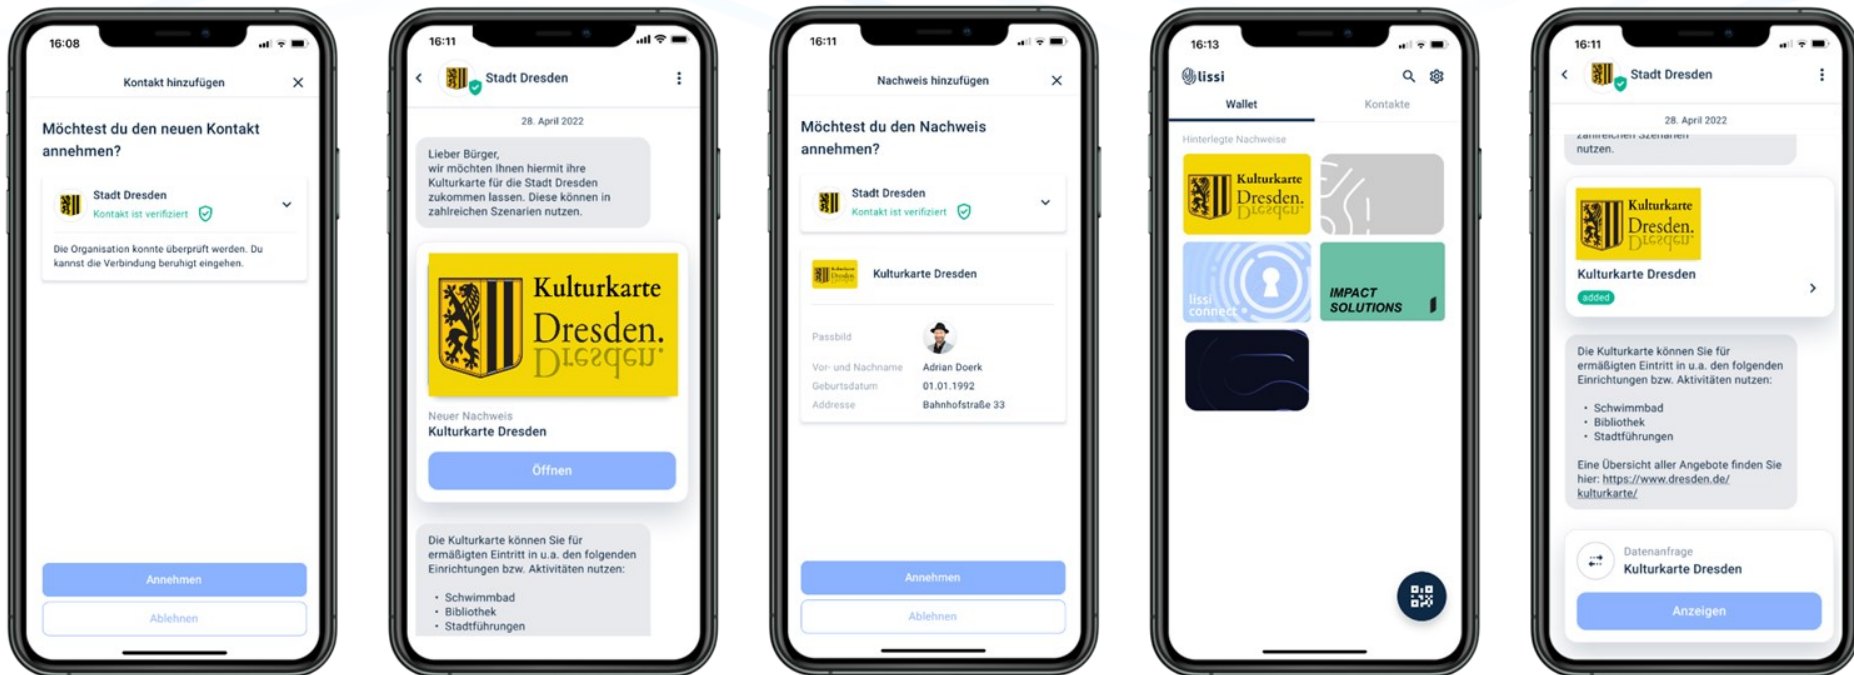 16:08
Kontakt hinzufügen
Möchtest du den neuen Kontakt
annehmen?
Stadt Dresden
Kontakt ist verifiziert
Die Organisation konnte überprüft werden. Du
kannst die Verbindung beruhigt eingehen.
Annehmen
Ablehnen
16:11
Stadt Dresden
28. April 2022
Lieber Bürger,
wir möchten Ihnen hiermit ihre
Kulturkarte für die Stadt Dresden
zukommen lassen. Diese können in
zahlreichen Szenarien nutzen.
Kulturkarte
Dresden.
Dresden.
Neuer Nachweis
Kulturkarte Dresden
Öffnen
Die Kulturkarte können Sie für
ermäßigten Eintritt in u.a. den folgenden
Einrichtungen bzw. Aktivitäten nutzen:
• Schwimmbad
• Bibliothek
• Stadtführungen
16:11
Nachweis hinzufügen
Möchtest du den Nachweis
annehmen?
Stadt Dresden
Kontakt ist verifiziert
Kulturkarte Dresden
Passbild
Vor- und Nachname Adrian Doerk
Geburtsdatum 01.01.1992
Addresse Bahnhofstraße 33
Annehmen
Ablehnen
16:13
lissi
Wallet Kontakte
Hinterlegte Nachweise
Kulturkarte
Dresden.
Dresden.
lissi
connect
IMPACT
SOLUTIONS
16:11
Stadt Dresden
28. April 2022
zahlreichen Szenarien
nutzen.
Kulturkarte
Dresden.
Dresden.
Kulturkarte Dresden
added
Die Kulturkarte können Sie für
ermäßigten Eintritt in u.a. den folgenden
Einrichtungen bzw. Aktivitäten nutzen:
• Schwimmbad
• Bibliothek
• Stadtführungen
Eine Übersicht aller Angebote finden Sie
hier: https://www.dresden.de/
kulturkarte/
Datenanfrage
Kulturkarte Dresden
Anzeigen